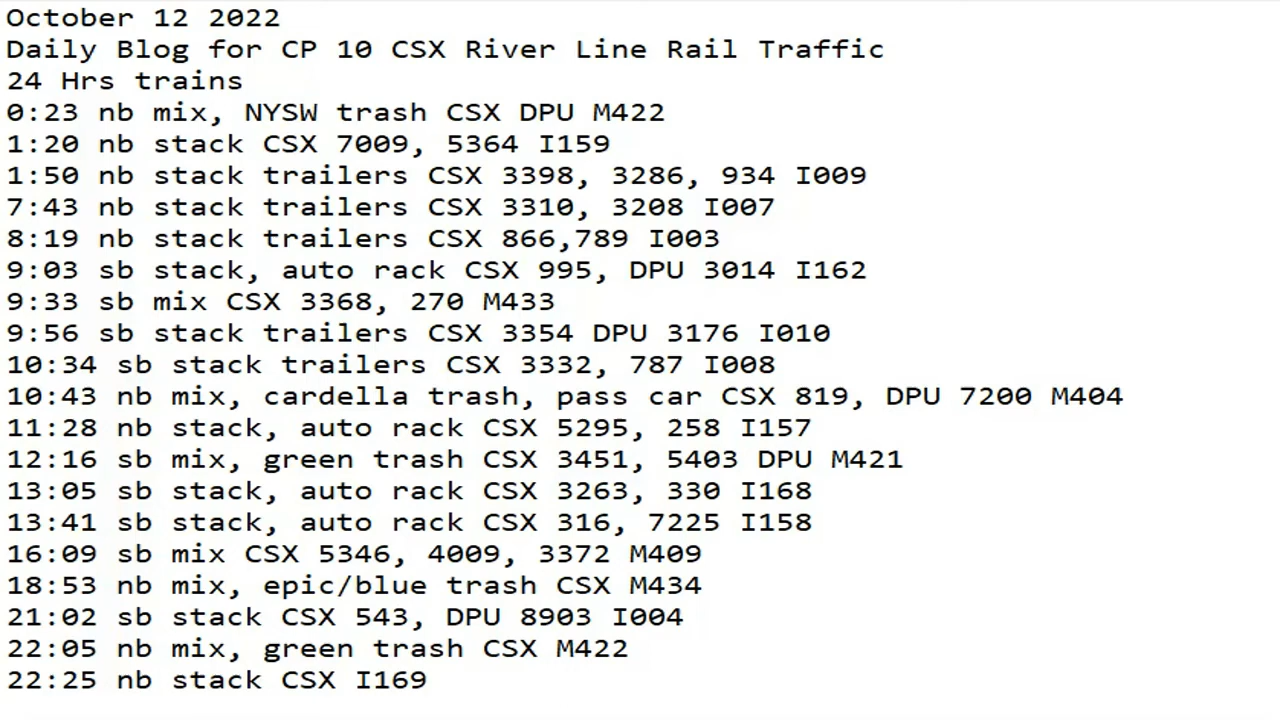 October 12 2022
Daily Blog for CP 10 CSX River Line Rail Traffic
24 Hrs trains
0:23 nb mix, NYSW trash CSX DPU M422
1:20 nb stack CSX 7009, 5364 I159
1:50 nb stack trailers CSX 3398, 3286, 934 I009
7:43 nb stack trailers CSX 3310, 3208 I007
8:19 nb stack trailers CSX 866,789 I003
9:03 sb stack, auto rack CSX 995, DPU 3014 I162
9:33 sb mix CSX 3368, 270 M433
9:56 sb stack trailers CSX 3354 DPU 3176 I010
10:34 sb stack trailers CSX 3332, 787 I008
10:43 nb mix, cardella trash, pass car CSX 819, DPU 7200 M404
11:28 nb stack, auto rack CSX 5295, 258 I157
12:16 sb mix, green trash CSX 3451, 5403 DPU M421
13:05 sb stack, auto rack CSX 3263, 330 I168
13:41 sb stack, auto rack CSX 316, 7225 I158
16:09 sb mix CSX 5346, 4009, 3372 M409
18:53 nb mix, epic/blue trash CSX M434
21:02 sb stack CSX 543, DPU 8903 I004
22:05 nb mix, green trash CSX M422
22:25 nb stack CSX I169